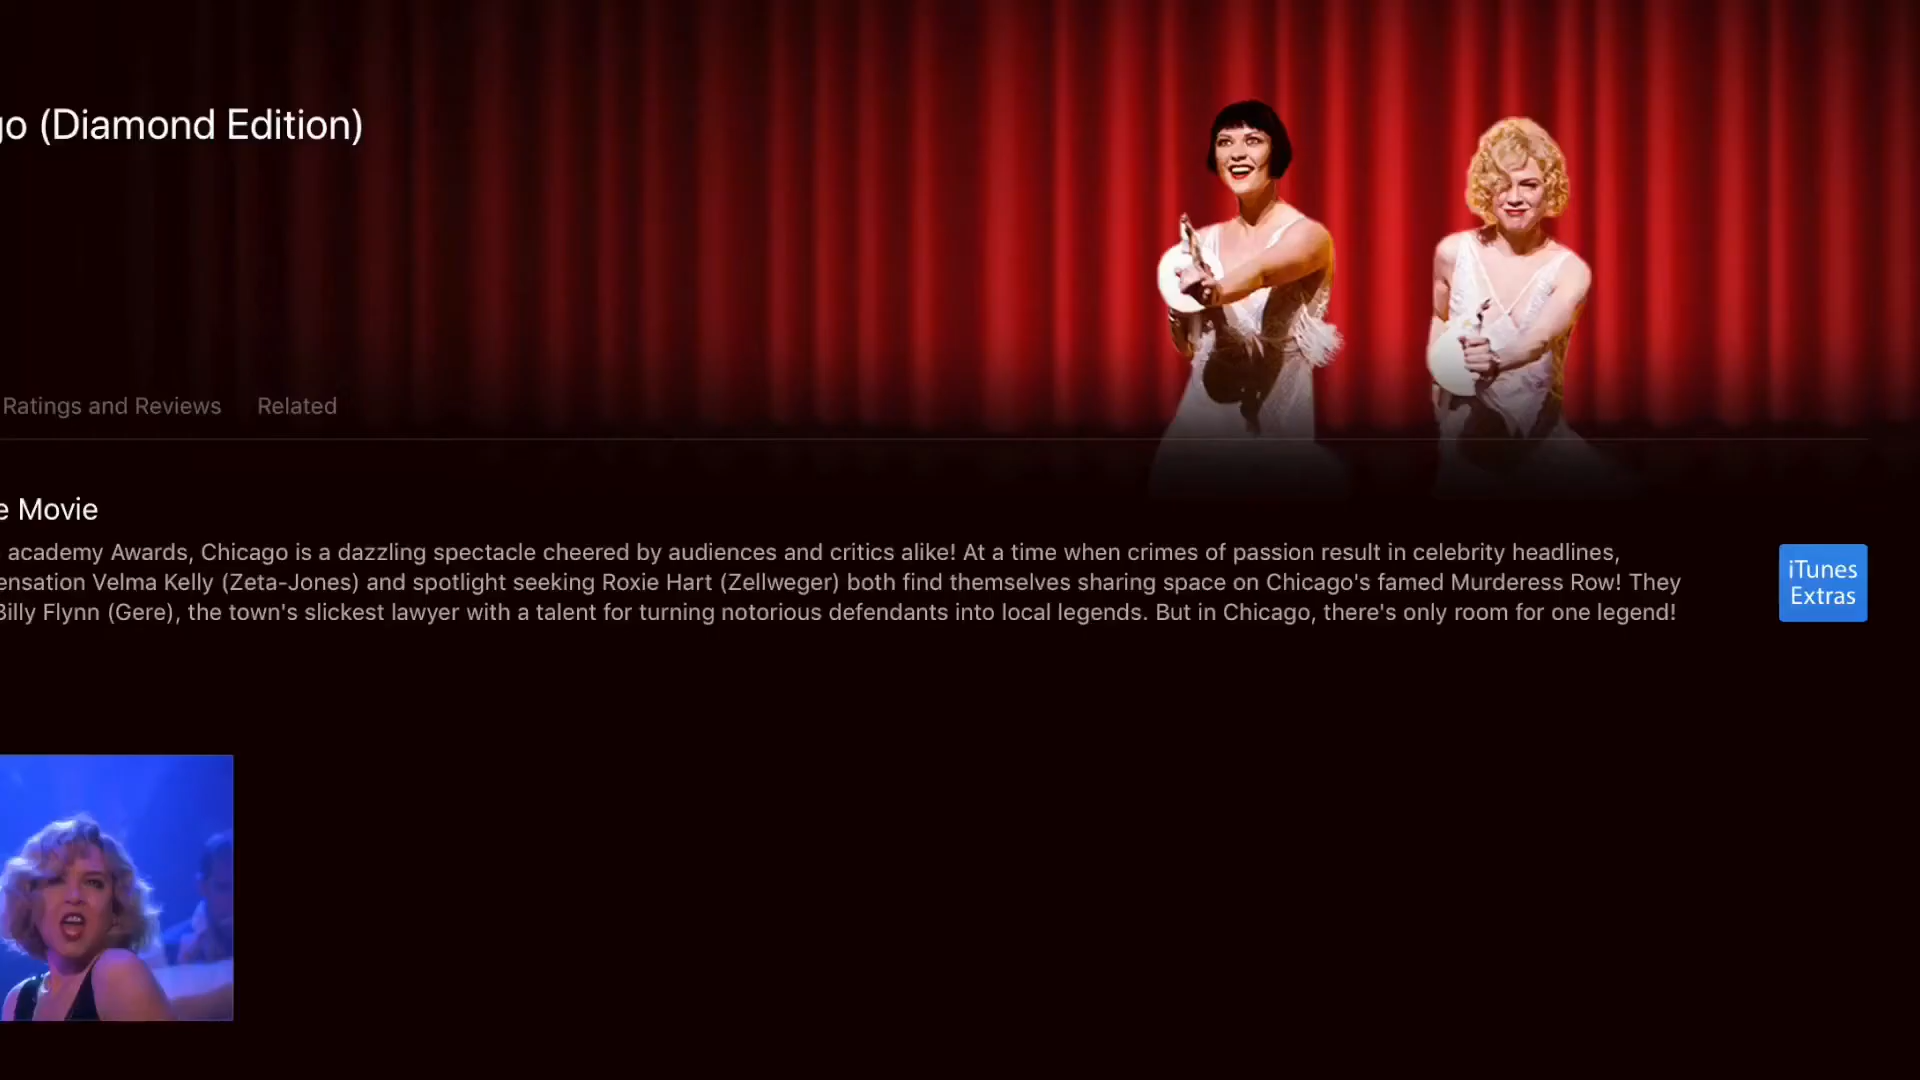 go (Diamond Edition)
Ratings and Reviews Related
e Movie
academy Awards, Chicago is a dazzling spectacle cheered by audiences and critics alike! At a time when crimes of passion result in celebrity headlines,
ensation Velma Kelly (Zeta-Jones) and spotlight seeking Roxie Hart (Zellweger) both find themselves sharing space on Chicago's famed Murderess Row! They
Billy Flynn (Gere), the town's slickest lawyer with a talent for turning notorious defendants into local legends. But in Chicago, there's only room for one legend!
iTunes
Extras